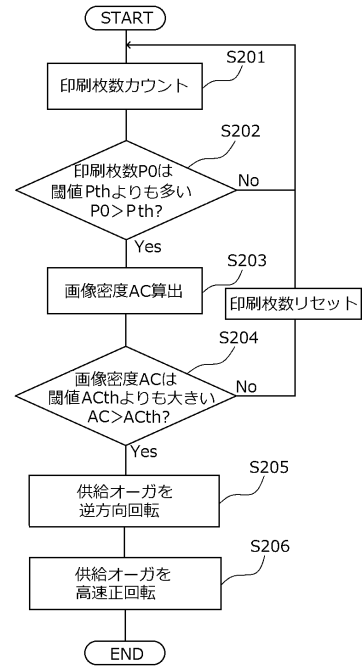 START
S201
印刷枚数カウント
S202
印刷枚数P0は
閾値Pthよりも多い
P0＞Pth?
No
Yes
S203
画像密度AC算出
印刷枚数リセット
S204
画像密度ACは
閾値ACthよりも大きい
AC＞ACth?
No
Yes
S205
供給オーガを
逆方向回転
S206
供給オーガを
高速正回転
END